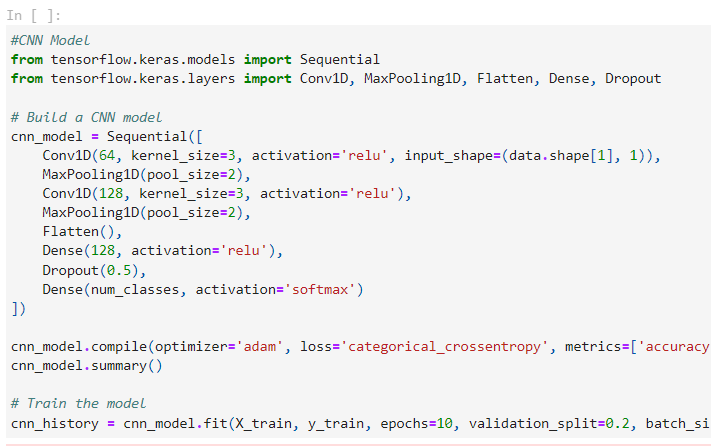 In [ ]:
#CNN Model
from tensorflow.keras.models import Sequential
from tensorflow.keras.layers import Conv1D, MaxPooling1D, Flatten, Dense, Dropout
# Build a CNN model
cnn_model = Sequential([
    Conv1D(64, kernel_size=3, activation='relu', input_shape=(data.shape[1], 1)),
    MaxPooling1D(pool_size=2),
    Conv1D(128, kernel_size=3, activation='relu'),
    MaxPooling1D(pool_size=2),
    Flatten(),
    Dense(128, activation='relu'),
    Dropout(0.5),
    Dense(num_classes, activation='softmax')
])
cnn_model.compile(optimizer='adam', loss='categorical_crossentropy', metrics=['accuracy
cnn_model.summary()
# Train the model
cnn_history = cnn_model.fit(X_train, y_train, epochs=10, validation_split=0.2, batch_si